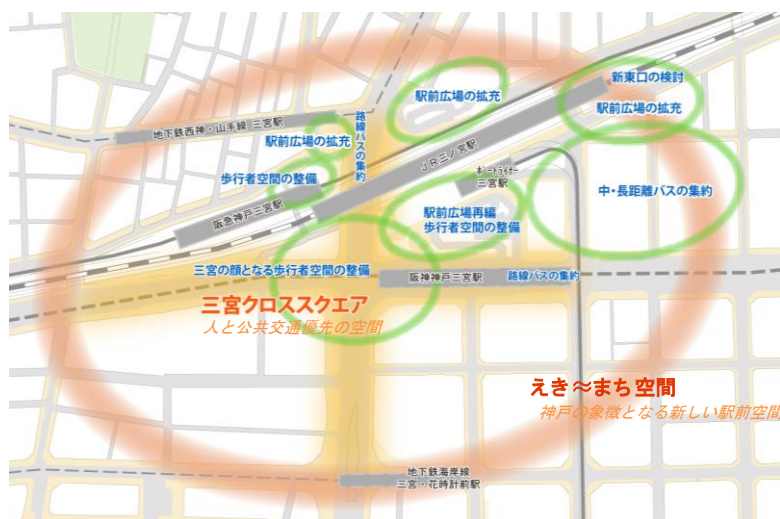 新東口の検討
駅前広場の拡充
駅前広場の拡充
路線バスの集約
地下鉄西神・山手線 三宮駅
駅前広場の拡充
JR三ノ宮駅
ポートライナー
三宮駅
歩行者空間の整備
中・長距離バスの集約
阪急神戸三宮駅
駅前広場再編
歩行者空間の整備
三宮の顔となる歩行者空間の整備
阪神神戸三宮駅
路線バスの集約
三宮クロススクエア
人と公共交通優先の空間
えき≈まち空間
神戸の象徴となる新しい駅前空間
地下鉄海岸線
三宮・花時計前駅